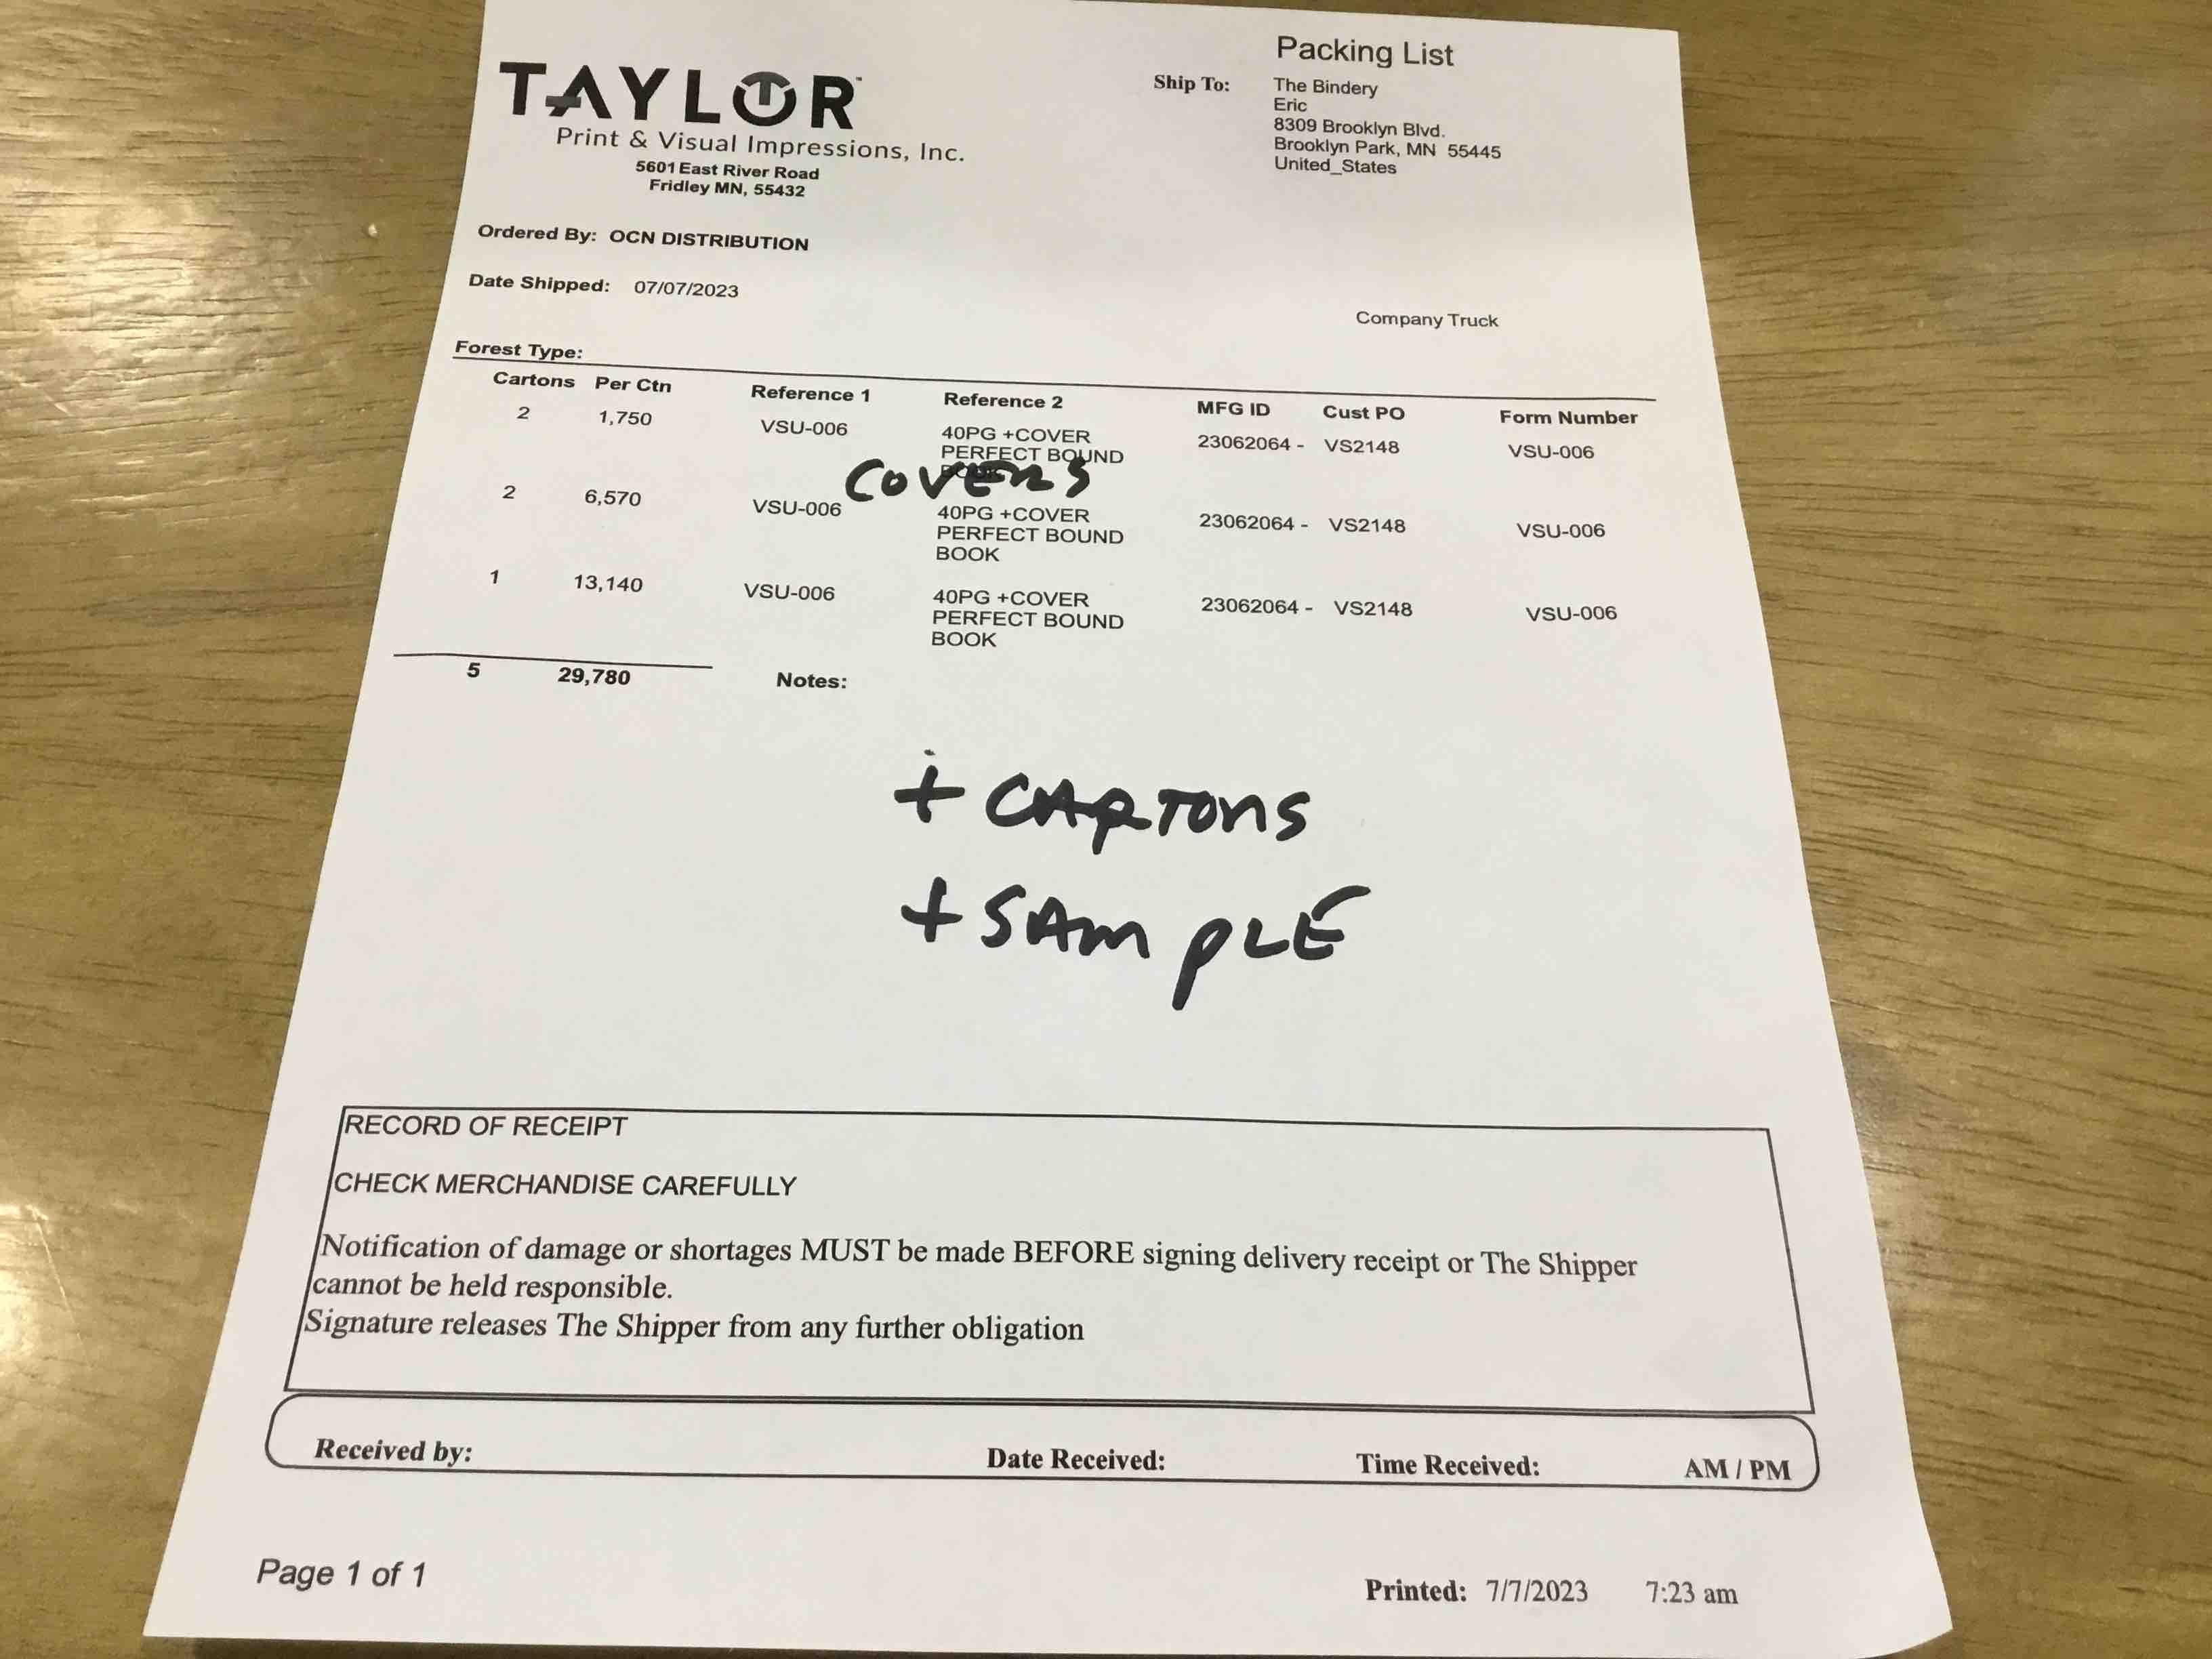 TAYLOR™
Print & Visual Impressions, Inc.
5601 East River Road
Fridley MN, 55432
Packing List
Ship To: The Bindery
Eric
8309 Brooklyn Blvd.
Brooklyn Park, MN 55445
United_States
Ordered By: OCN DISTRIBUTION
Date Shipped: 07/07/2023
Company Truck
Forest Type:
Cartons Per Ctn Reference 1 Reference 2 MFG ID Cust PO Form Number
2 1,750 VSU-006 40PG +COVER 23062064 - VS2148 VSU-006
PERFECT BOUND
COVERS
2 6,570 VSU-006 40PG +COVER 23062064 - VS2148 VSU-006
PERFECT BOUND
BOOK
1 13,140 VSU-006 40PG +COVER 23062064 - VS2148 VSU-006
PERFECT BOUND
BOOK
5 29,780 Notes:
+ CARTONS
+ SAMPLE
RECORD OF RECEIPT
CHECK MERCHANDISE CAREFULLY
Notification of damage or shortages MUST be made BEFORE signing delivery receipt or The Shipper
cannot be held responsible.
Signature releases The Shipper from any further obligation
Received by: Date Received: Time Received: AM / PM
Page 1 of 1
Printed: 7/7/2023 7:23 am